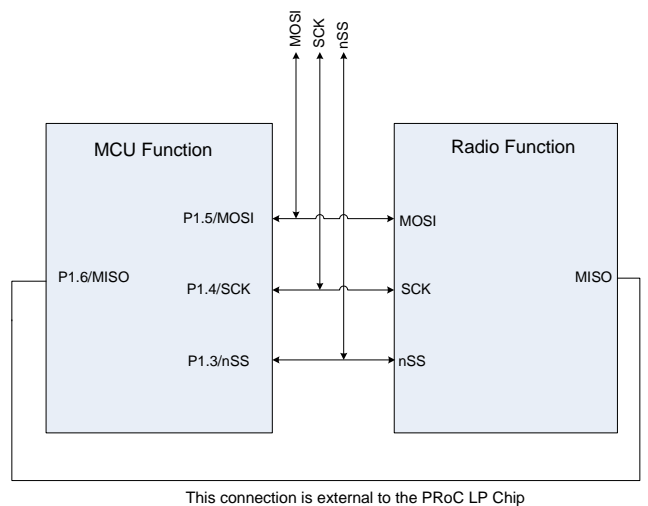 MOSI
SCK
nSS
MCU Function
Radio Function
P1.5/MOSI
MOSI
P1.6/MISO
P1.4/SCK
SCK
MISO
P1.3/nSS
nSS
This connection is external to the PRoC LP Chip